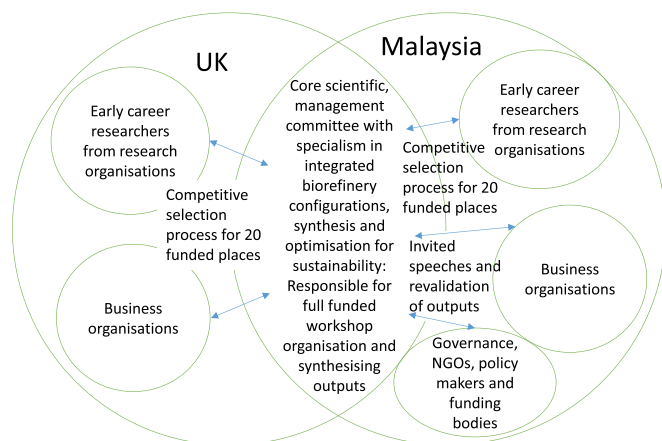 UK
Malaysia
Early career
researchers
from research
organisations
Competitive
selection
process for 20
funded places
Business
organisations
Core scientific,
management
committee with
specialism in
integrated
biorefinery
configurations,
synthesis and
optimisation for
sustainability:
Responsible for
full funded
workshop
organisation and
synthesising
outputs
Early career
researchers
from research
organisations
Competitive
selection
process for 20
funded places
Invited
speeches and
revalidation
of outputs
Business
organisations
Governance,
NGOs, policy
makers and
funding
bodies